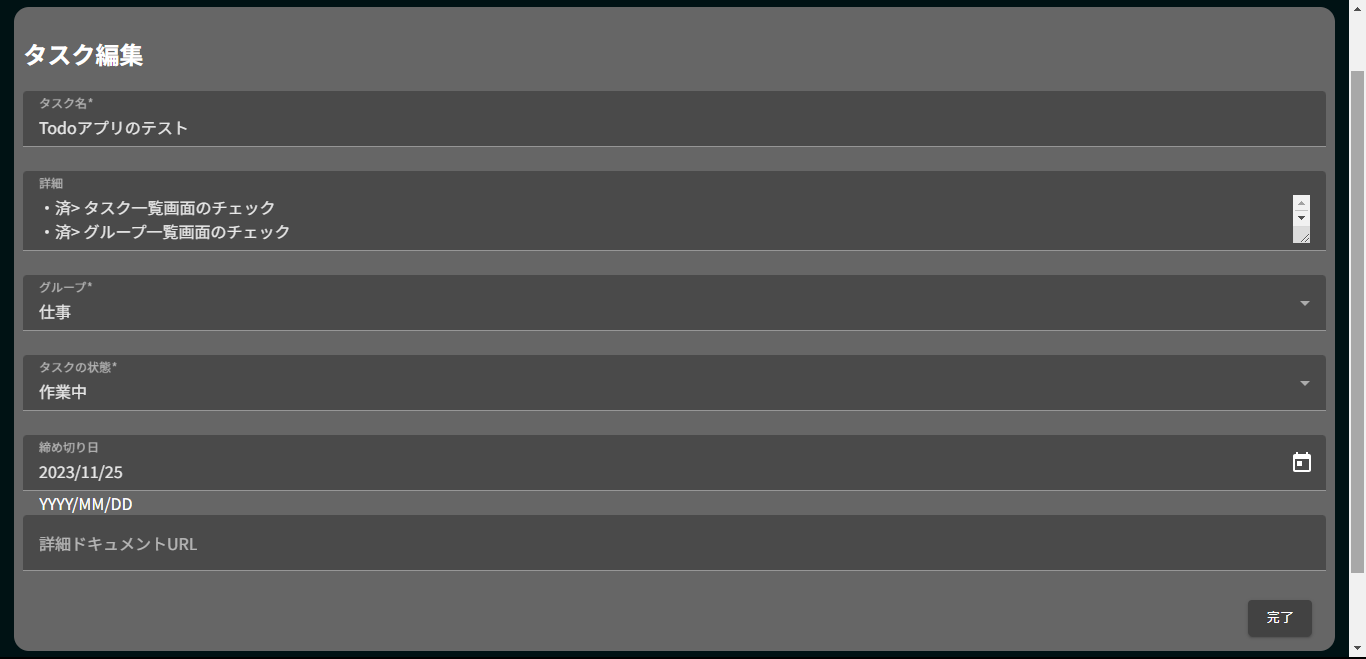 タスク編集
タスク名*
Todoアプリのテスト
詳細
・済> タスク一覧画面のチェック
・済> グループ一覧画面のチェック
グループ*
仕事
タスクの状態*
作業中
締め切り日
2023/11/25
YYYY/MM/DD
詳細ドキュメントURL
完了